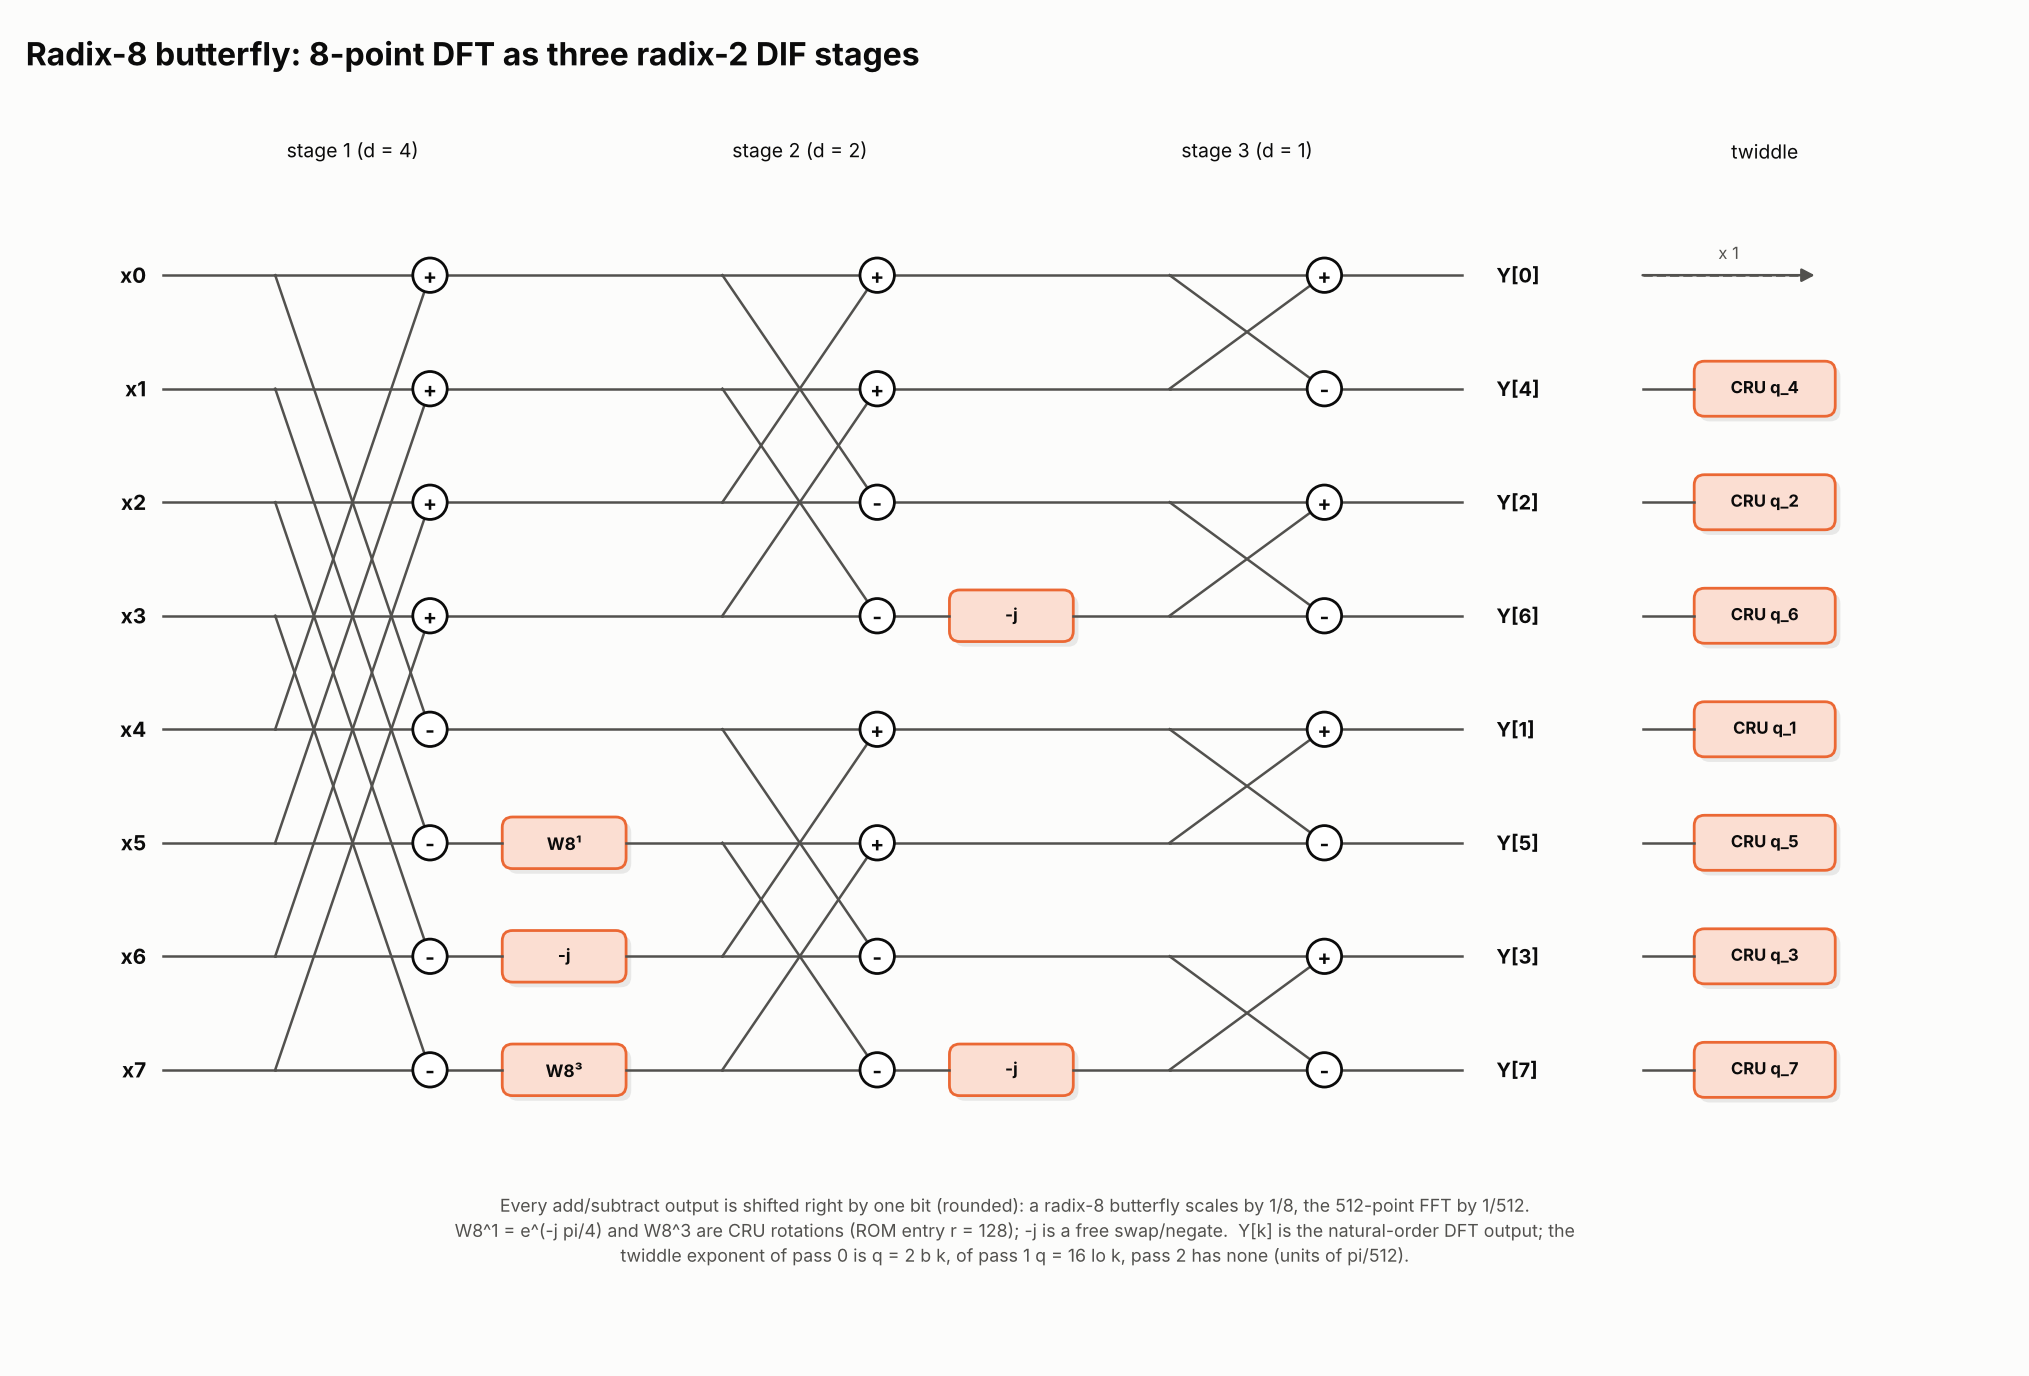 Radix-8 butterfly: 8-point DFT as three radix-2 DIF stages
stage 1 (d = 4)
stage 2 (d = 2)
stage 3 (d = 1)
twiddle
x0
+
+
+
Y[0]
x 1
x1
+
+
-
Y[4]
CRU q_4
x2
+
-
+
Y[2]
CRU q_2
x3
+
-
-j
-
Y[6]
CRU q_6
x4
-
+
+
Y[1]
CRU q_1
x5
-
W8¹
+
-
Y[5]
CRU q_5
x6
-
-j
-
+
Y[3]
CRU q_3
x7
-
W8³
-
-j
-
Y[7]
CRU q_7
Every add/subtract output is shifted right by one bit (rounded): a radix-8 butterfly scales by 1/8, the 512-point FFT by 1/512.
W8^1 = e^(-j pi/4) and W8^3 are CRU rotations (ROM entry r = 128); -j is a free swap/negate.  Y[k] is the natural-order DFT output; the
twiddle exponent of pass 0 is q = 2 b k, of pass 1 q = 16 lo k, pass 2 has none (units of pi/512).